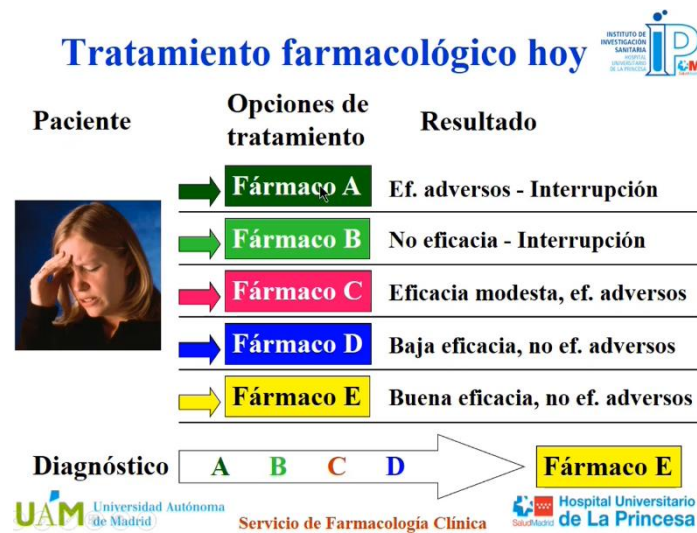 Tratamiento farmacológico hoy
INSTITUTO DE
INVESTIGACIÓN
SANITARIA
HOSPITAL
UNIVERSITARIO
DE LA PRINCESA
IP
Paciente
Opciones de
tratamiento
Resultado
Fármaco A
Ef. adversos - Interrupción
Fármaco B
No eficacia - Interrupción
Fármaco C
Eficacia modesta, ef. adversos
Fármaco D
Baja eficacia, no ef. adversos
Fármaco E
Buena eficacia, no ef. adversos
Diagnóstico
A B C D
Fármaco E
UAM Universidad Autónoma
de Madrid
Servicio de Farmacología Clínica
SaludMadrid
Hospital Universitario
de La Princesa